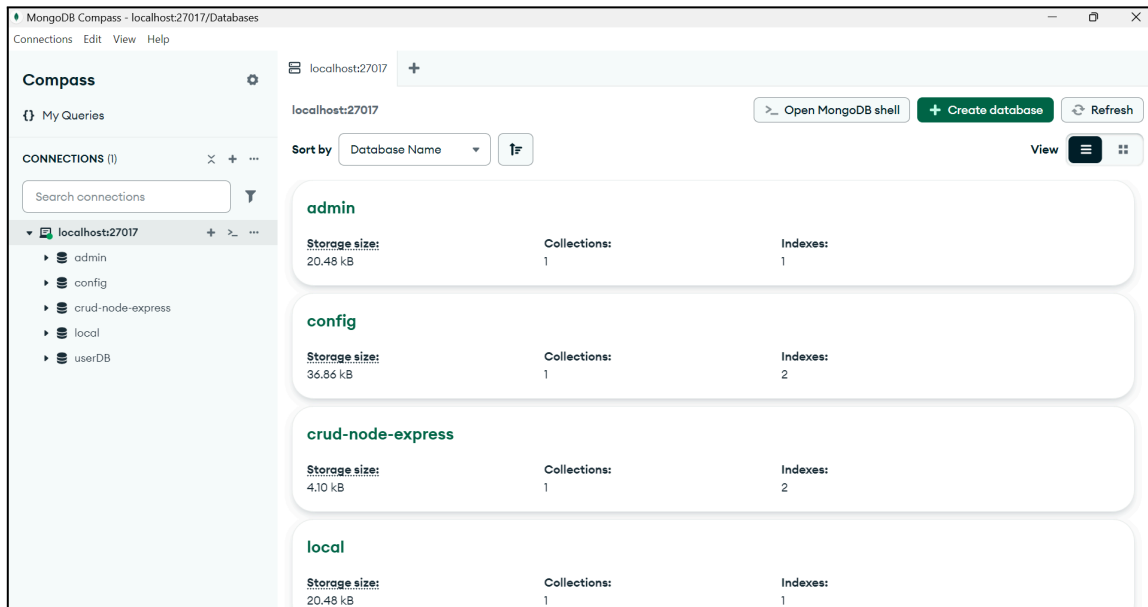 MongoDB Compass - localhost:27017/Databases
Connections Edit View Help
Compass
{} My Queries
CONNECTIONS (1)
Search connections
localhost:27017
admin
config
crud-node-express
local
userDB
localhost:27017
localhost:27017
>_ Open MongoDB shell
+ Create database
Refresh
Sort by Database Name
View
admin
Storage size: Collections: Indexes:
20.48 kB 1 1
config
Storage size: Collections: Indexes:
36.86 kB 1 2
crud-node-express
Storage size: Collections: Indexes:
4.10 kB 1 2
local
Storage size: Collections: Indexes:
20.48 kB 1 1